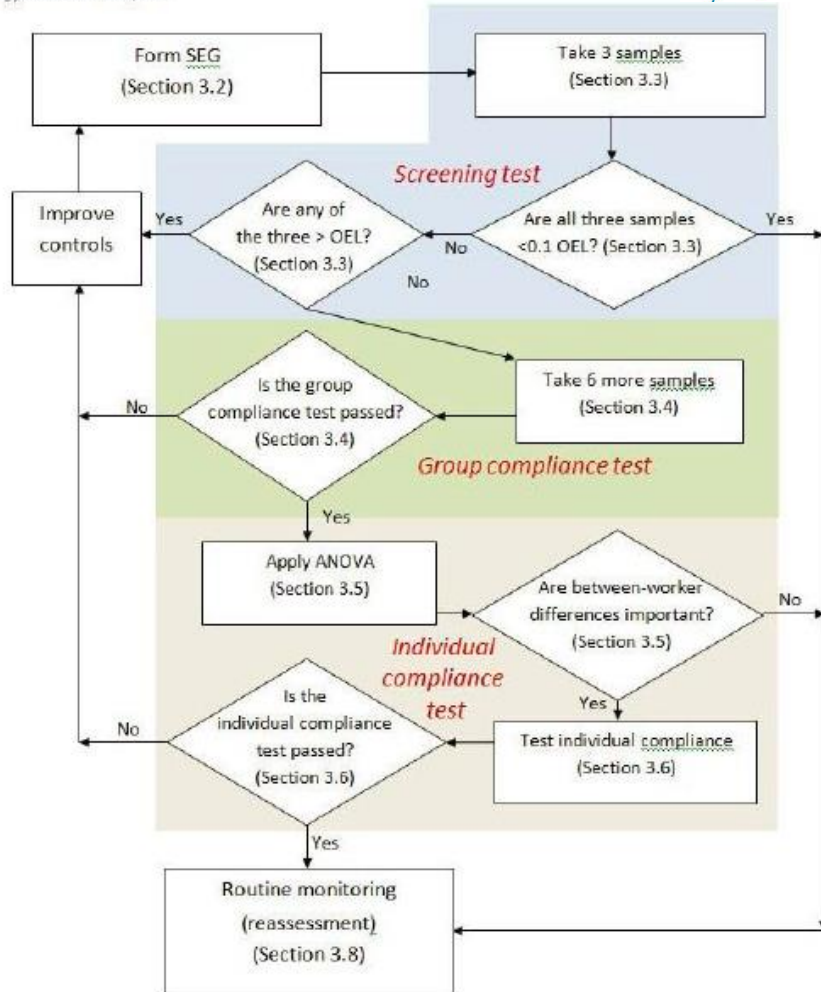 Form SEG
(Section 3.2)
Take 3 samples
(Section 3.3)
Screening test
Improve
controls
Yes
Are any of
the three > OEL?
(Section 3.3)
No
No
Are all three samples
<0.1 OEL? (Section 3.3)
Yes
No
Is the group
compliance test passed?
(Section 3.4)
Take 6 more samples
(Section 3.4)
Group compliance test
Yes
Apply ANOVA
(Section 3.5)
Are between-worker
differences important?
(Section 3.5)
No
Individual
compliance
test
Yes
No
Is the
individual compliance
test passed?
(Section 3.6)
Test individual compliance
(Section 3.6)
Yes
Routine monitoring
(reassessment)
(Section 3.8)